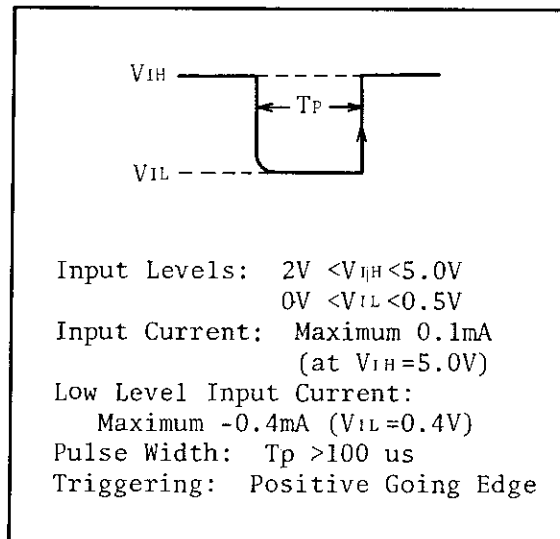 VIH
TP
VIL
Input Levels: 2V <VIH<5.0V
0V <VIL<0.5V
Input Current: Maximum 0.1mA
(at VIH=5.0V)
Low Level Input Current:
Maximum -0.4mA (VIL=0.4V)
Pulse Width: Tp >100 us
Triggering: Positive Going Edge